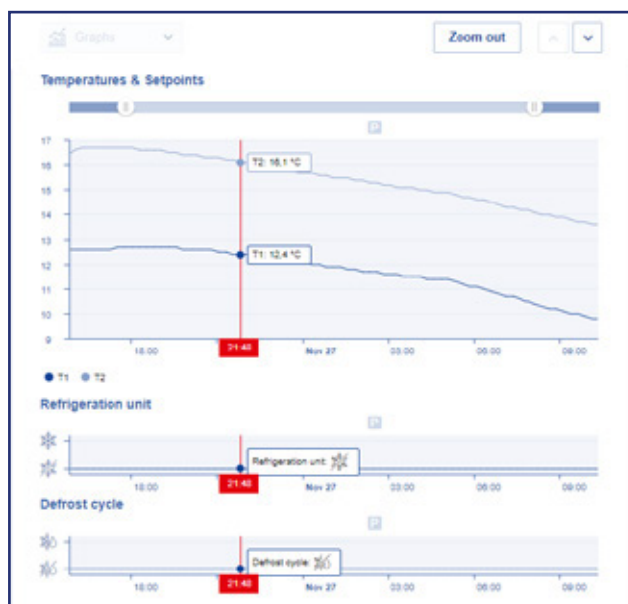 Graphs
Zoom out
Temperatures & Setpoints
P
17
16
15
14
13
12
11
10
9
T2: 16,1 °C
T1: 12,4 °C
18:00
21:48
Nov 27
03:00
06:00
09:00
T1
T2
Refrigeration unit
P
Refrigeration unit:
18:00
21:48
Nov 27
03:00
06:00
09:00
Defrost cycle
P
Defrost cycle:
18:00
21:48
Nov 27
03:00
06:00
09:00